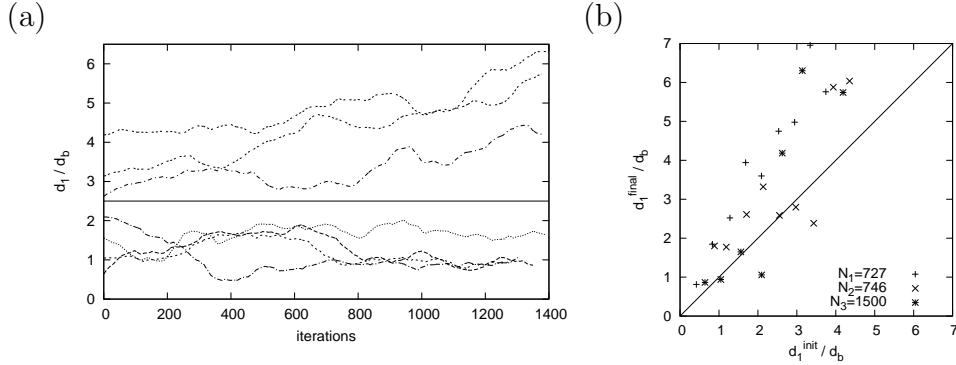 (a)
6
5
4
3
2
1
0
d1 / db
0 200 400 600 800 1000 1200 1400
iterations
(b)
7
6
5
4
3
2
1
0
d1final / db
N1=727
N2=746
N3=1500
0 1 2 3 4 5 6 7
d1init / db